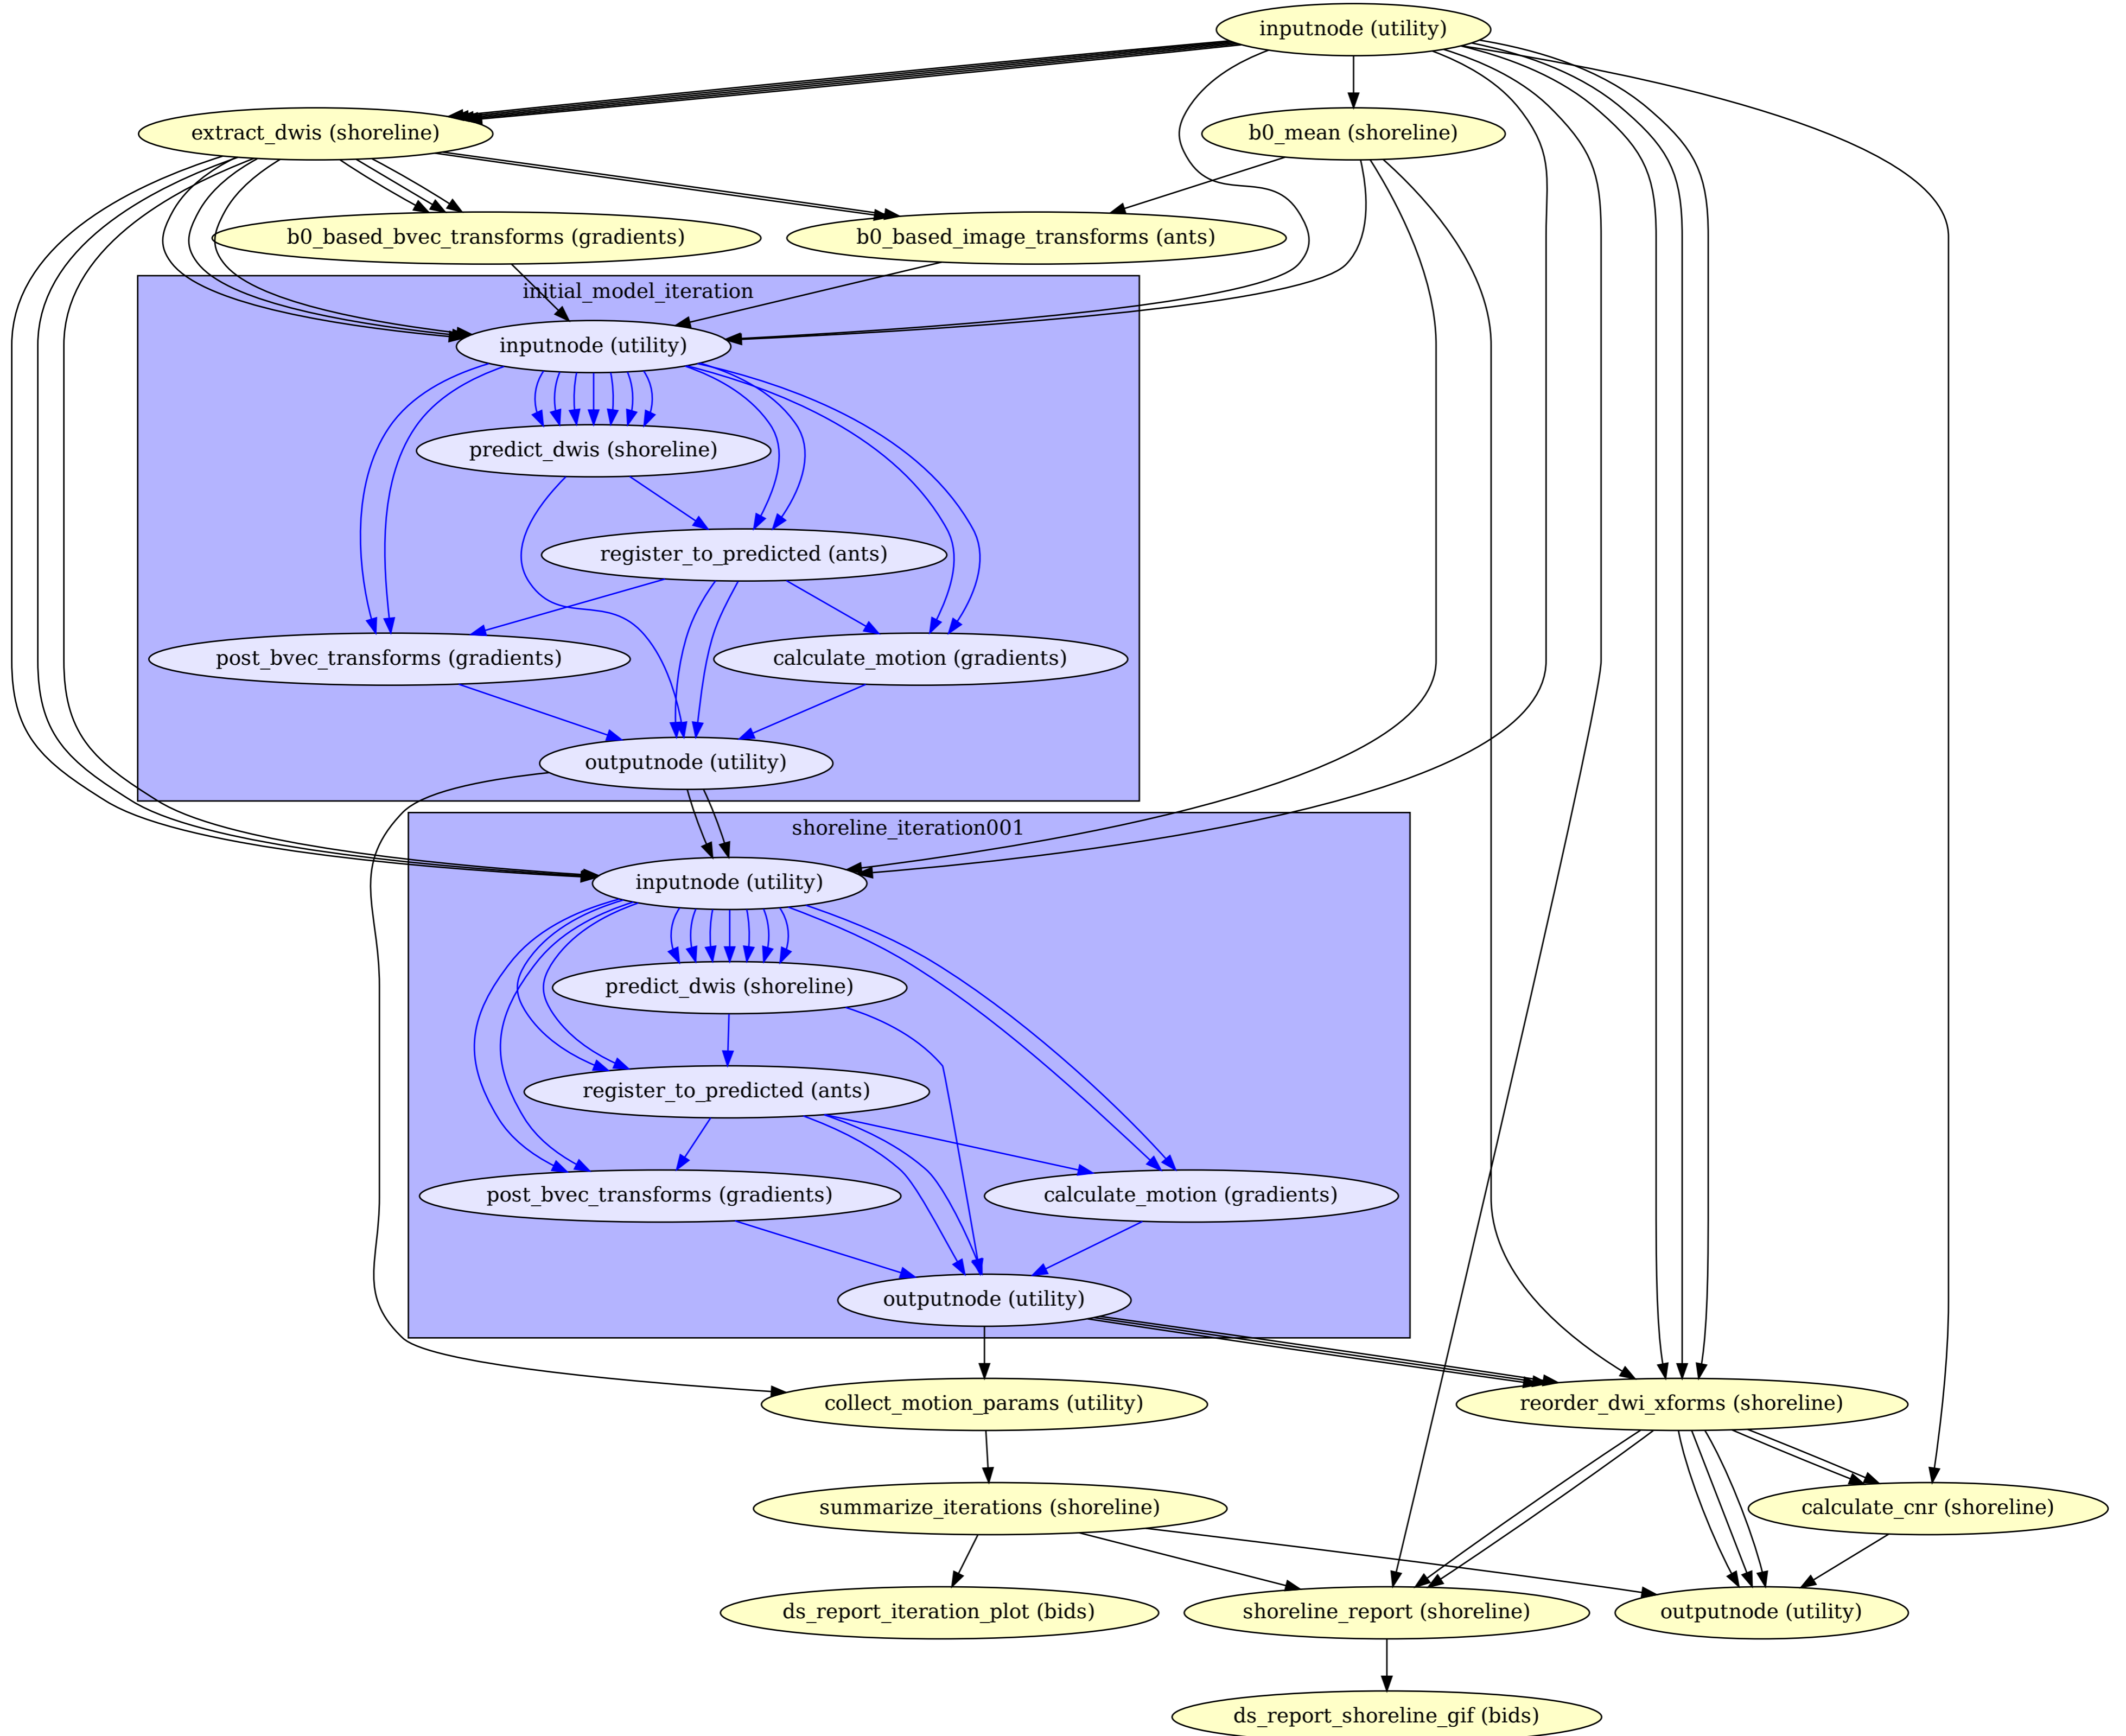 inputnode (utility)
extract_dwis (shoreline)
b0_mean (shoreline)
b0_based_bvec_transforms (gradients)
b0_based_image_transforms (ants)
initial_model_iteration
inputnode (utility)
predict_dwis (shoreline)
register_to_predicted (ants)
post_bvec_transforms (gradients)
calculate_motion (gradients)
outputnode (utility)
shoreline_iteration001
inputnode (utility)
predict_dwis (shoreline)
register_to_predicted (ants)
post_bvec_transforms (gradients)
calculate_motion (gradients)
outputnode (utility)
collect_motion_params (utility)
reorder_dwi_xforms (shoreline)
summarize_iterations (shoreline)
calculate_cnr (shoreline)
ds_report_iteration_plot (bids)
shoreline_report (shoreline)
outputnode (utility)
ds_report_shoreline_gif (bids)